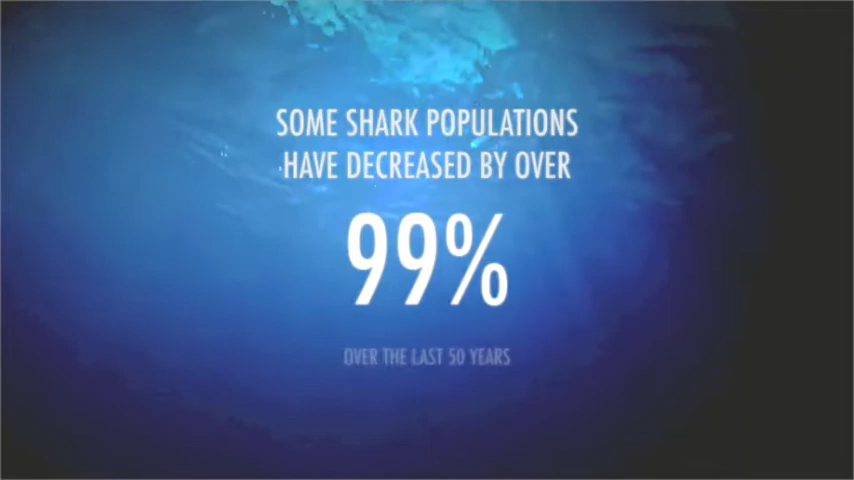 SOME SHARK POPULATIONS
HAVE DECREASED BY OVER
99%
OVER THE LAST 50 YEARS